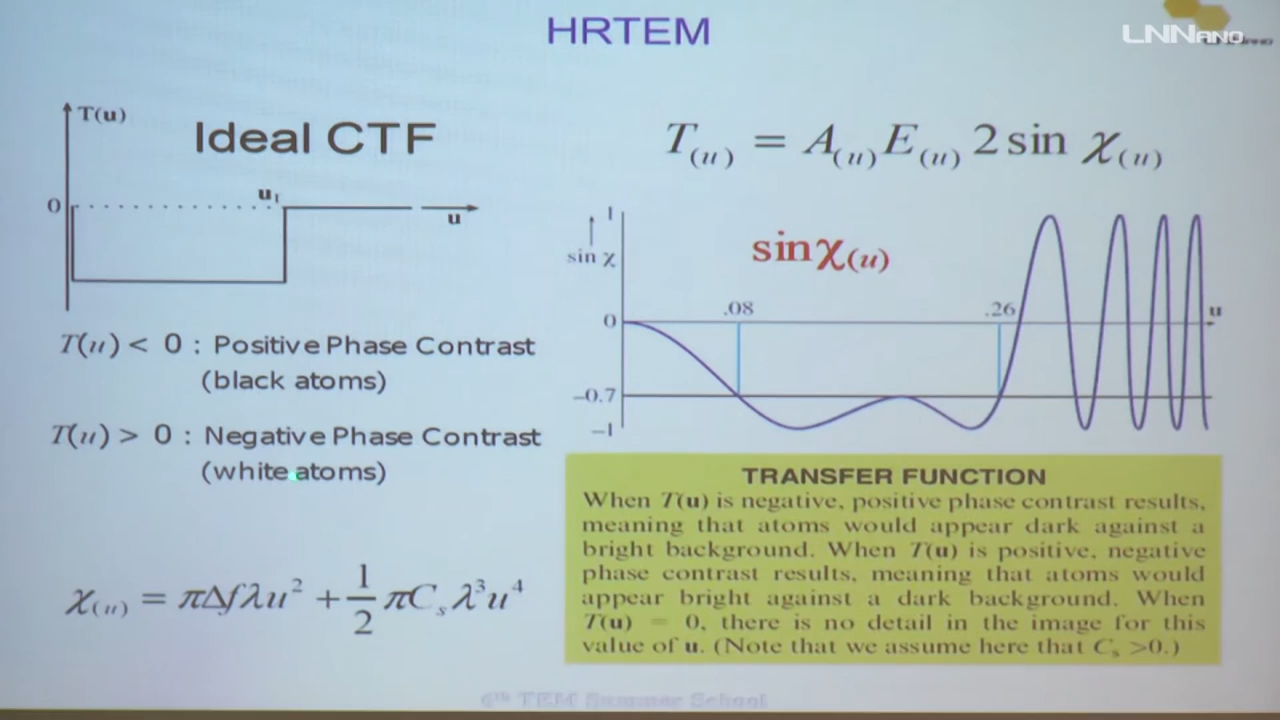 HRTEM
LNNano
T(u)
Ideal CTF
0
u₁
u
T(u) < 0 : Positive Phase Contrast
(black atoms)
T(u) > 0 : Negative Phase Contrast
(white atoms)
χ(u) = πΔfλu² + 1/2 πCₛλ³u⁴
T(u) = A(u)E(u) 2 sin χ(u)
1
sin χ
sinχ(u)
.08
.26
u
0
–0.7
–1
TRANSFER FUNCTION
When T(u) is negative, positive phase contrast results,
meaning that atoms would appear dark against a
bright background. When T(u) is positive, negative
phase contrast results, meaning that atoms would
appear bright against a dark background. When
T(u) = 0, there is no detail in the image for this
value of u. (Note that we assume here that Cₛ >0.)
6th TEM Summer School